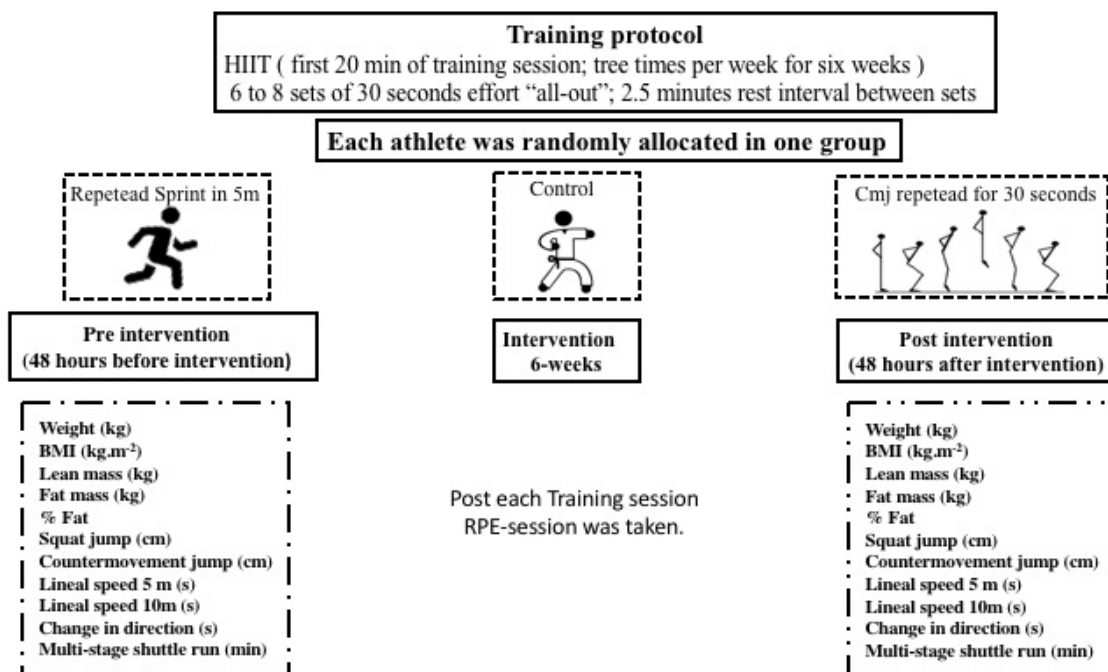 Training protocol
HIIT ( first 20 min of training session; tree times per week for six weeks )
6 to 8 sets of 30 seconds effort “all-out”; 2.5 minutes rest interval between sets
Each athlete was randomly allocated in one group
Repetead Sprint in 5m
Control
Cmj repetead for 30 seconds
Pre intervention
(48 hours before intervention)
Intervention
6-weeks
Post intervention
(48 hours after intervention)
Weight (kg)
BMI (kg.m⁻²)
Lean mass (kg)
Fat mass (kg)
% Fat
Squat jump (cm)
Countermovement jump (cm)
Lineal speed 5 m (s)
Lineal speed 10m (s)
Change in direction (s)
Multi-stage shuttle run (min)
Post each Training session
RPE-session was taken.
Weight (kg)
BMI (kg.m⁻²)
Lean mass (kg)
Fat mass (kg)
% Fat
Squat jump (cm)
Countermovement jump (cm)
Lineal speed 5 m (s)
Lineal speed 10m (s)
Change in direction (s)
Multi-stage shuttle run (min)